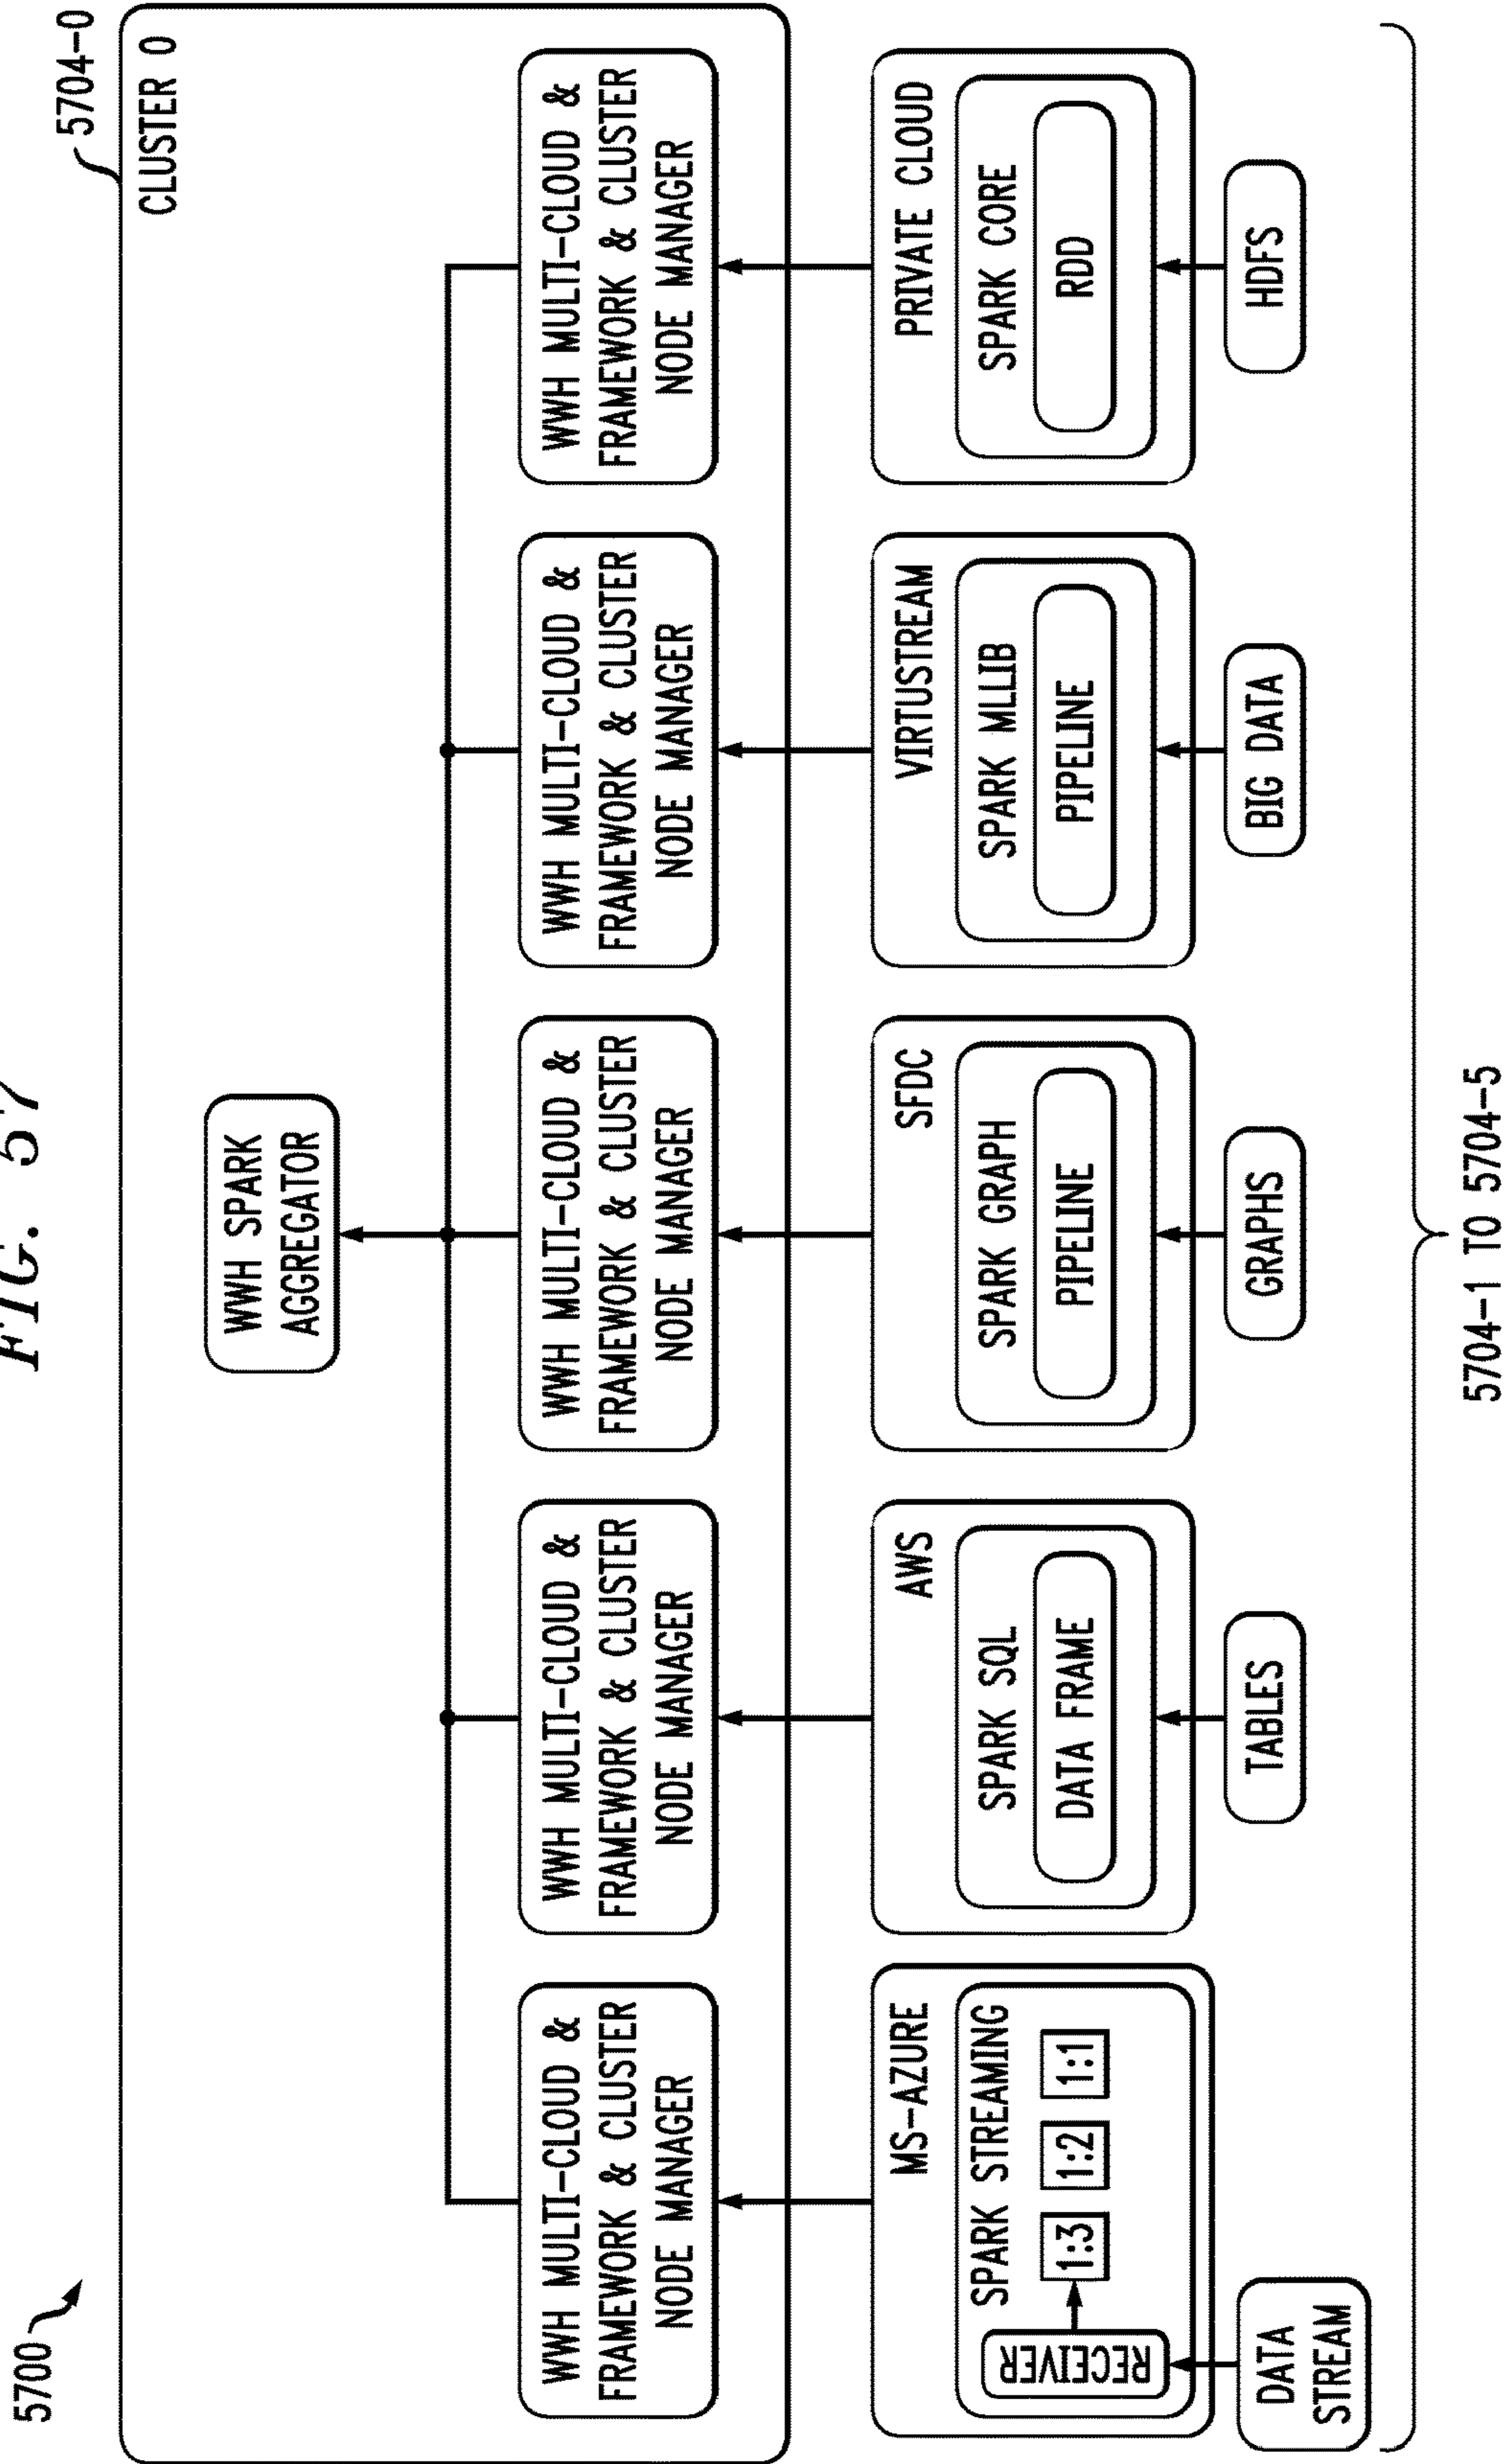 FIG. 57
5700
5704-0
CLUSTER 0
WWH SPARK
AGGREGATOR
WWH MULTI-CLOUD &
FRAMEWORK & CLUSTER
NODE MANAGER
WWH MULTI-CLOUD &
FRAMEWORK & CLUSTER
NODE MANAGER
WWH MULTI-CLOUD &
FRAMEWORK & CLUSTER
NODE MANAGER
WWH MULTI-CLOUD &
FRAMEWORK & CLUSTER
NODE MANAGER
WWH MULTI-CLOUD &
FRAMEWORK & CLUSTER
NODE MANAGER
MS-AZURE
SPARK STREAMING
RECEIVER
1:3
1:2
1:1
DATA
STREAM
AWS
SPARK SQL
DATA FRAME
TABLES
SFDC
SPARK GRAPH
PIPELINE
GRAPHS
VIRTUSTREAM
SPARK MLLIB
PIPELINE
BIG DATA
PRIVATE CLOUD
SPARK CORE
RDD
HDFS
5704-1 TO 5704-5